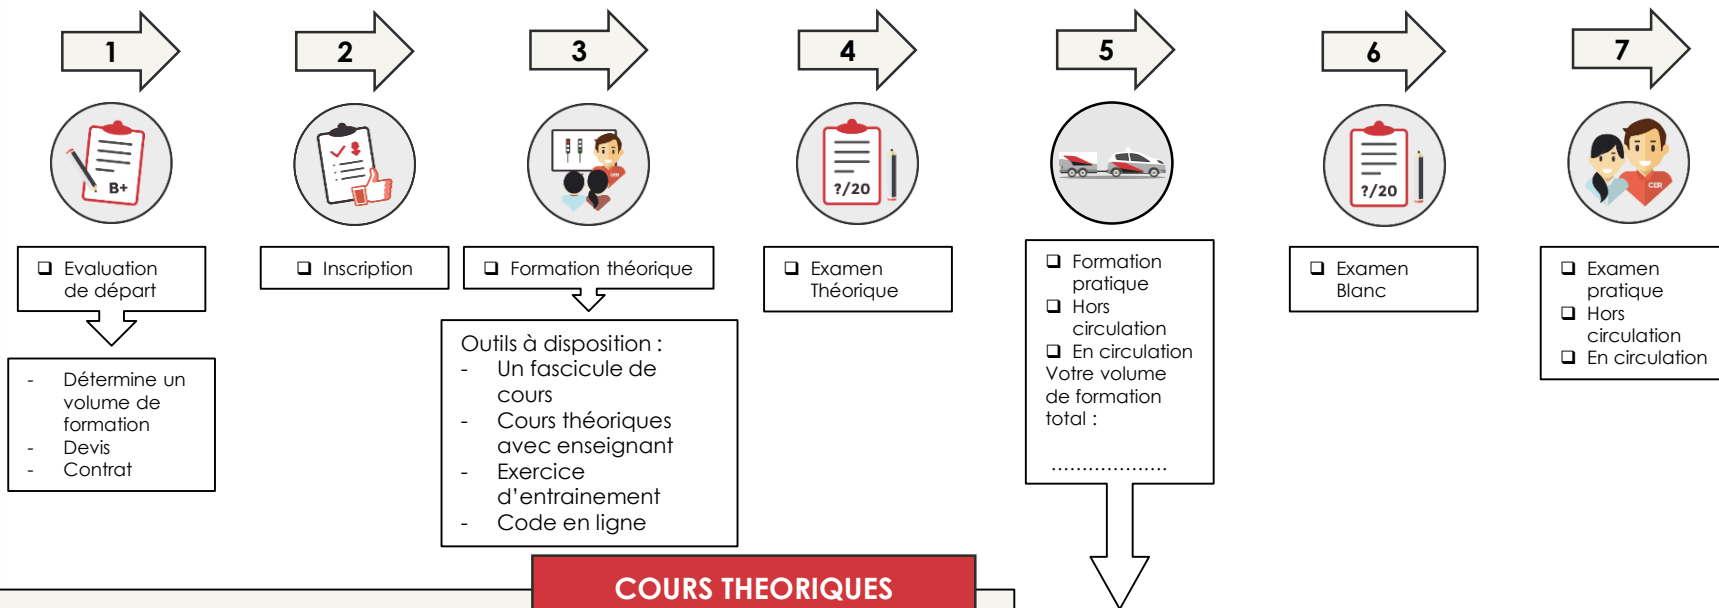 1
2
3
4
5
6
7
B+
?/20
?/20
CER
CER
❑ Evaluation
de départ
❑ Inscription
❑ Formation théorique
❑ Examen
Théorique
❑ Formation
pratique
❑ Hors
circulation
❑ En circulation
Votre volume
de formation
total :
...................
❑ Examen
Blanc
❑ Examen
pratique
❑ Hors
circulation
❑ En circulation
- Détermine un
volume de
formation
- Devis
- Contrat
Outils à disposition :
- Un fascicule de
cours
- Cours théoriques
avec enseignant
- Exercice
d'entrainement
- Code en ligne
COURS THEORIQUES